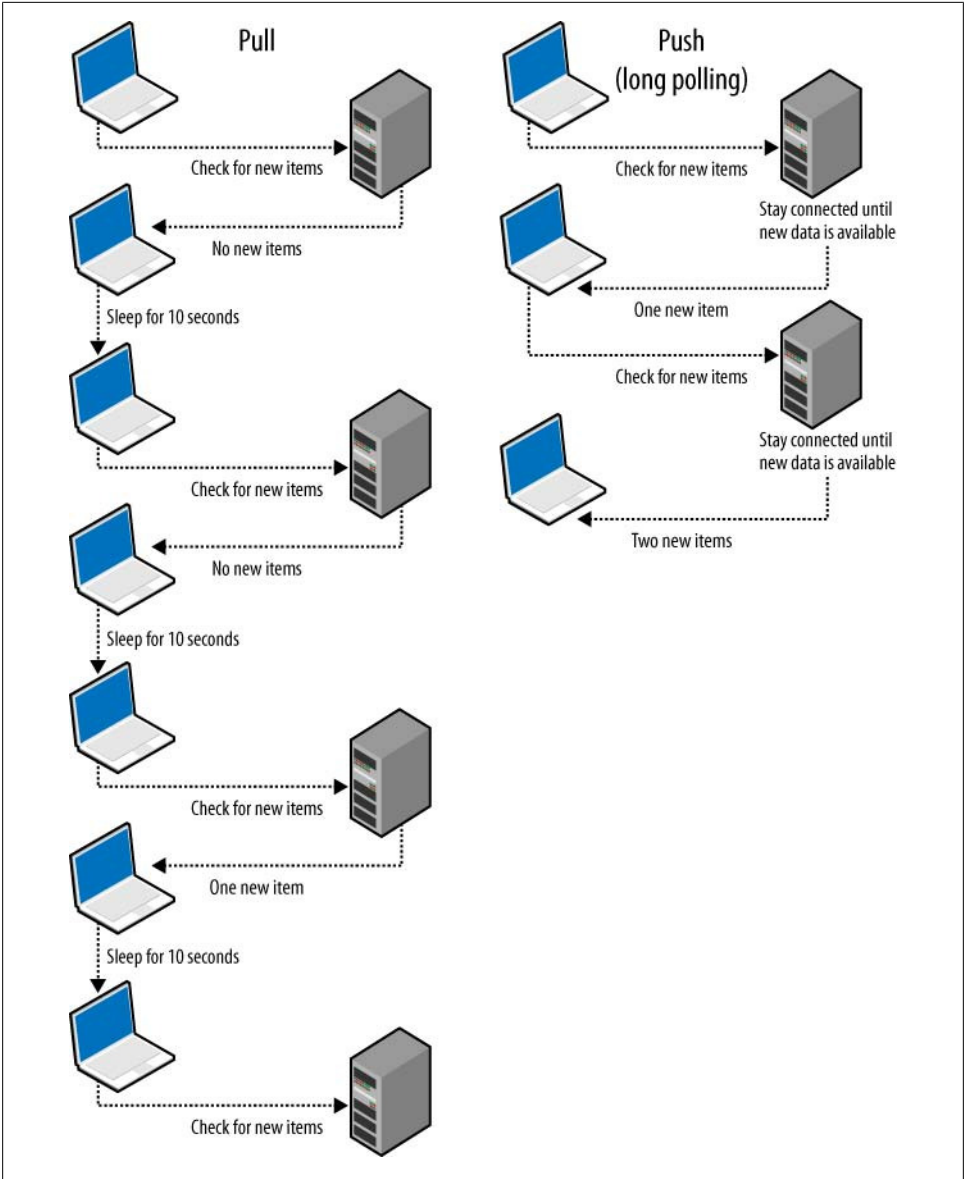 Pull
Check for new items
No new items
Sleep for 10 seconds
Check for new items
No new items
Sleep for 10 seconds
Check for new items
One new item
Sleep for 10 seconds
Check for new items
Push
(long polling)
Check for new items
Stay connected until
new data is available
One new item
Check for new items
Stay connected until
new data is available
Two new items